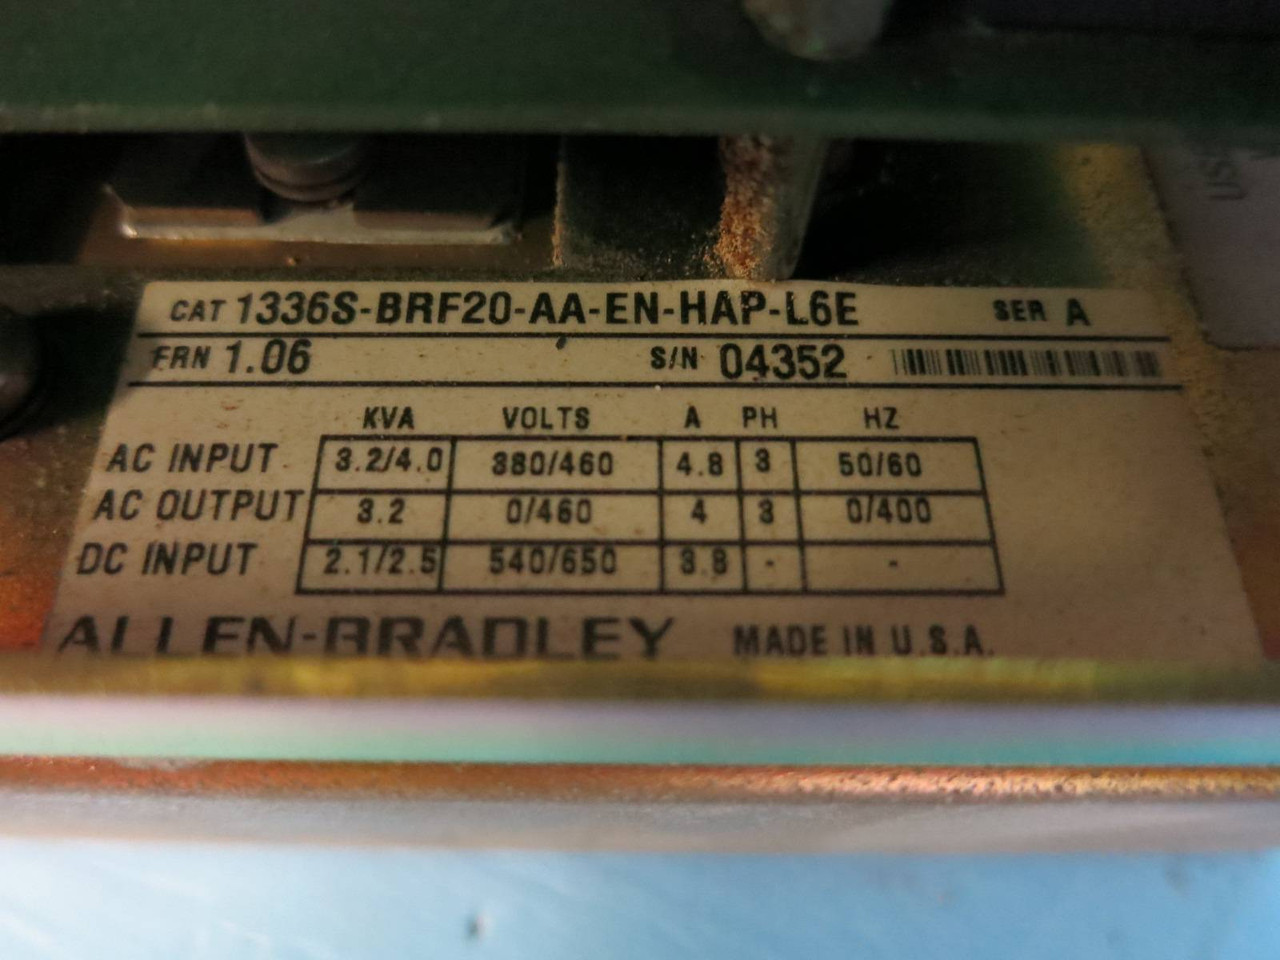 CAT 1336S-BRF20-AA-EN-HAP-L6E SER A
FRN 1.06 S/N 04352
KVA VOLTS A PH HZ
AC INPUT 3.2/4.0 380/460 4.8 3 50/60
AC OUTPUT 3.2 0/460 4 3 0/400
DC INPUT 2.1/2.5 540/650 3.8 - -
ALLEN-BRADLEY MADE IN U.S.A.